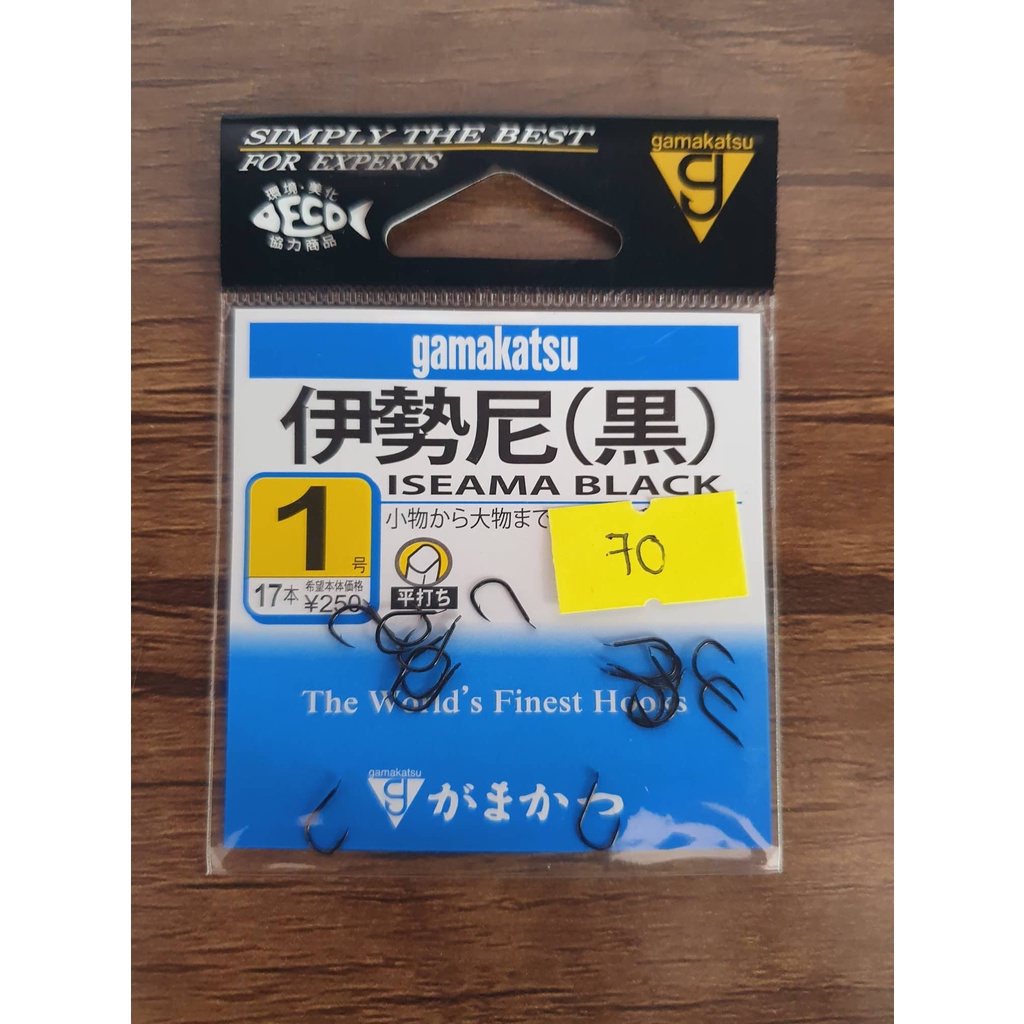 SIMPLY THE BEST
FOR EXPERTS
環境・美化
DECO
協力商品
gamakatsu
gamakatsu
伊勢尼(黒)
ISEAMA BLACK
1号
小物から大物まで
70
17本
希望本体価格
¥250
平打ち
The World's Finest Hooks
gamakatsu
がまかつ